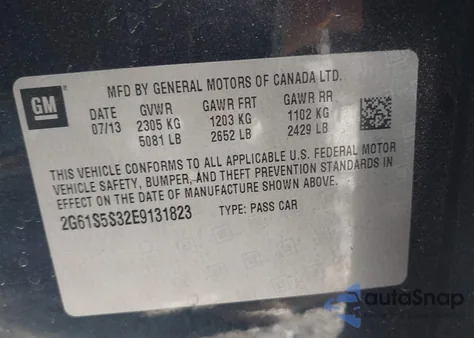 MFD BY GENERAL MOTORS OF CANADA LTD.
GM
DATE GVWR GAWR FRT GAWR RR
07/13 2305 KG 1203 KG 1102 KG
5081 LB 2652 LB 2429 LB
THIS VEHICLE CONFORMS TO ALL APPLICABLE U.S. FEDERAL MOTOR
VEHICLE SAFETY, BUMPER, AND THEFT PREVENTION STANDARDS IN
EFFECT ON THE DATE OF MANUFACTURE SHOWN ABOVE.
2G61S5S32E9131823 TYPE: PASS CAR
autoSnap